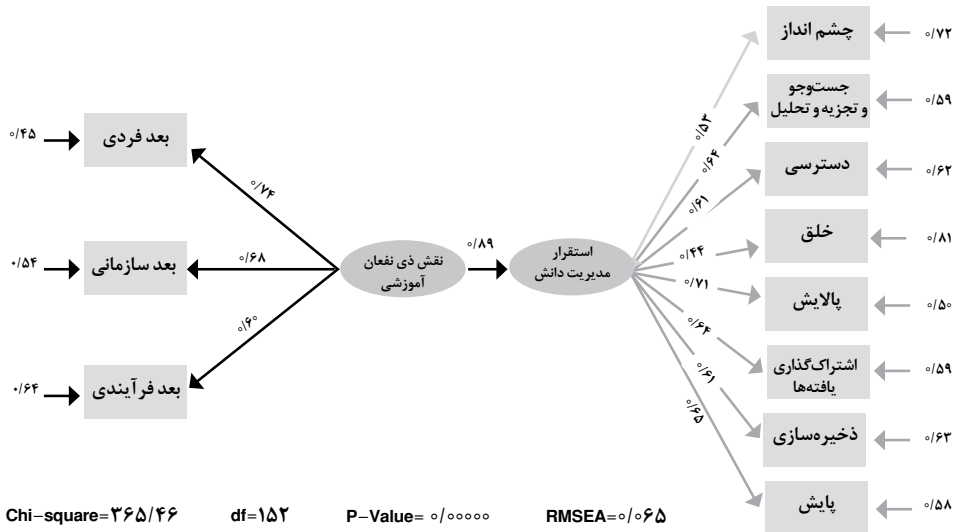 چشم انداز
۰/۷۲
جست‌وجو
و تجزیه و تحلیل
۰/۵۹
دسترسی
۰/۶۲
خلق
۰/۸۱
پالایش
۰/۵۰
اشتراک‌گذاری
یافته‌ها
۰/۵۹
ذخیره‌سازی
۰/۶۳
پایش
۰/۵۸
۰/۵۳
۰/۶۴
۰/۶۱
۰/۴۴
۰/۷۱
۰/۶۴
۰/۶۱
۰/۶۵
استقرار
مدیریت دانش
۰/۸۹
نقش ذی نفعان
آموزشی
۰/۷۴
۰/۶۸
۰/۶۰
بعد فردی
۰/۴۵
بعد سازمانی
۰/۵۴
بعد فرآیندی
۰/۶۴
Chi-square=۳۶۵/۴۶ df=۱۵۲ P-Value= ۰/۰۰۰۰۰ RMSEA=۰/۰۶۵